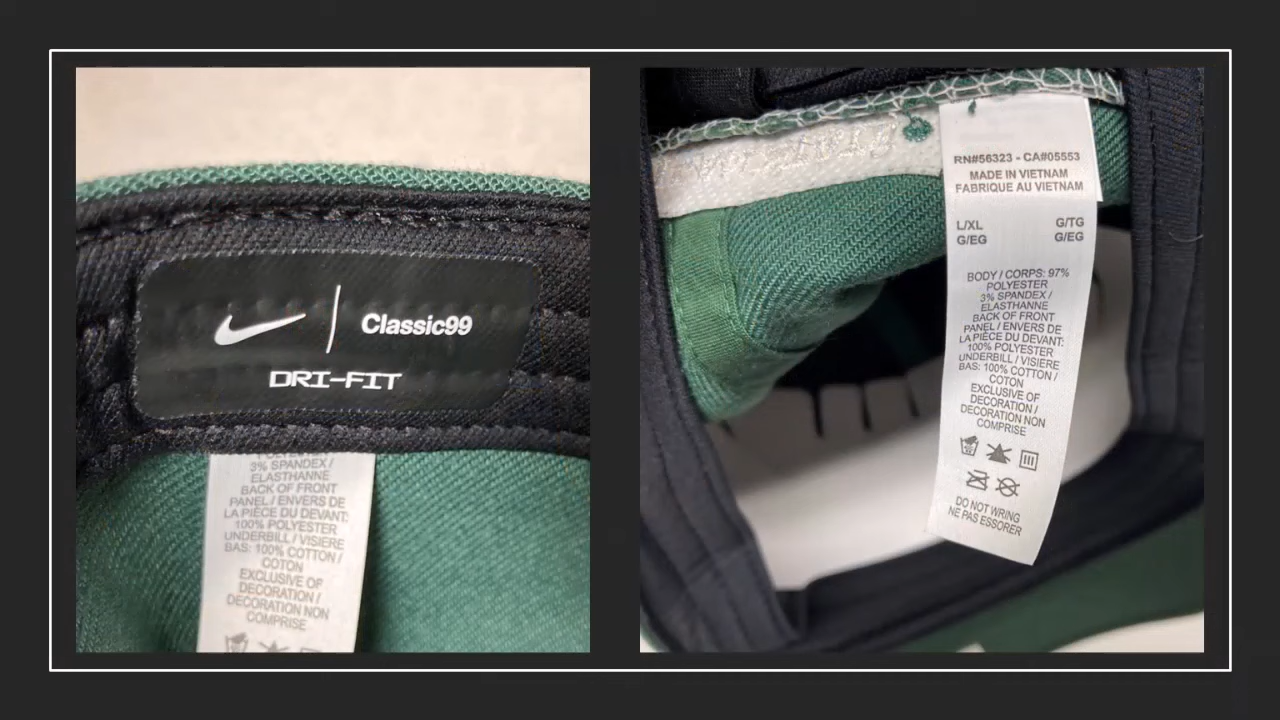 Classic99
DRI-FIT
3% SPANDEX /
ELASTHANNE
BACK OF FRONT
PANEL / ENVERS DE
LA PIÈCE DU DEVANT:
100% POLYESTER
UNDERBILL / VISIERE
BAS: 100% COTTON /
COTON
EXCLUSIVE OF
DECORATION /
DECORATION NON
COMPRISE
RN#56323 - CA#05553
MADE IN VIETNAM
FABRIQUE AU VIETNAM
L/XL G/TG
G/EG G/EG
BODY / CORPS: 97%
POLYESTER
3% SPANDEX /
ELASTHANNE
BACK OF FRONT
PANEL / ENVERS DE
LA PIÈCE DU DEVANT:
100% POLYESTER
UNDERBILL / VISIERE
BAS: 100% COTTON /
COTON
EXCLUSIVE OF
DECORATION /
DECORATION NON
COMPRISE
DO NOT WRING
NE PAS ESSORER